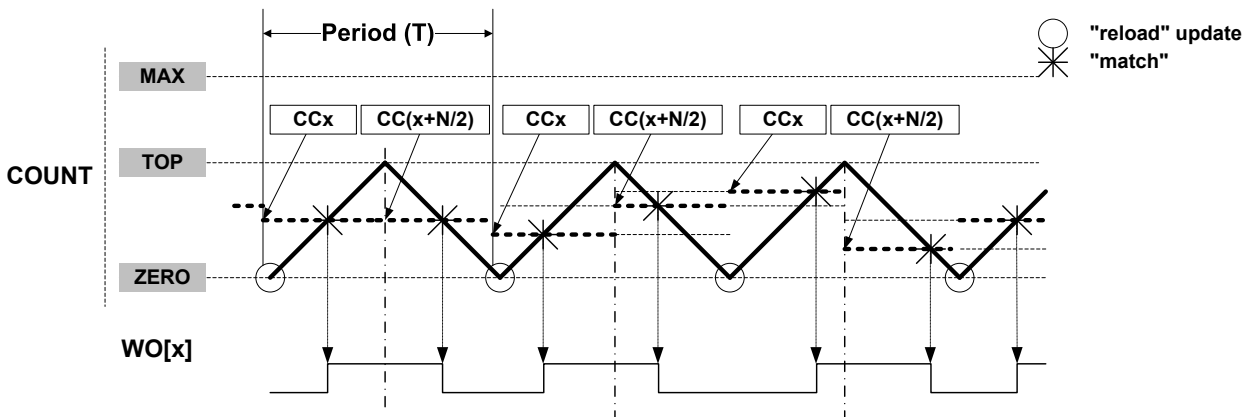 Period (T)
"reload" update
"match"
MAX
CCx
CC(x+N/2)
CCx
CC(x+N/2)
CCx
CC(x+N/2)
TOP
COUNT
ZERO
WO[x]